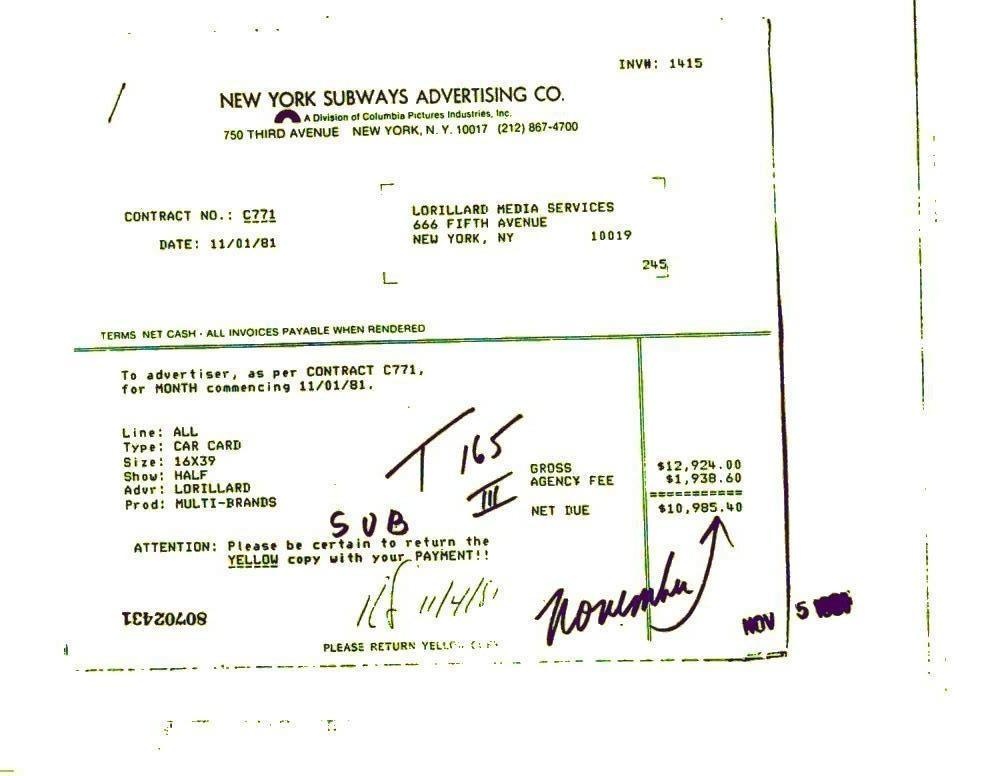 INV#: 1415
NEW YORK SUBWAYS ADVERTISING CO.
A Division of Columbia Pictures Industries, Inc.
750 THIRD AVENUE NEW YORK, N. Y. 10017 (212) 867-4700
CONTRACT NO.: C771
DATE: 11/01/81
LORILLARD MEDIA SERVICES
666 FIFTH AVENUE
NEW YORK, NY 10019
245
TERMS NET CASH - ALL INVOICES PAYABLE WHEN RENDERED
To advertiser, as per CONTRACT C771,
for MONTH commencing 11/01/81.
Line: ALL
Type: CAR CARD
Size: 16X39
Show: HALF
Advr: LORILLARD
Prod: MULTI-BRANDS
T 165
III
SUB
GROSS $12,924.00
AGENCY FEE $1,938.60
===========
NET DUE $10,985.40
ATTENTION: Please be certain to return the
YELLOW copy with your PAYMENT!!
11/4/81
November
NOV 5
80702431
PLEASE RETURN YELLOW